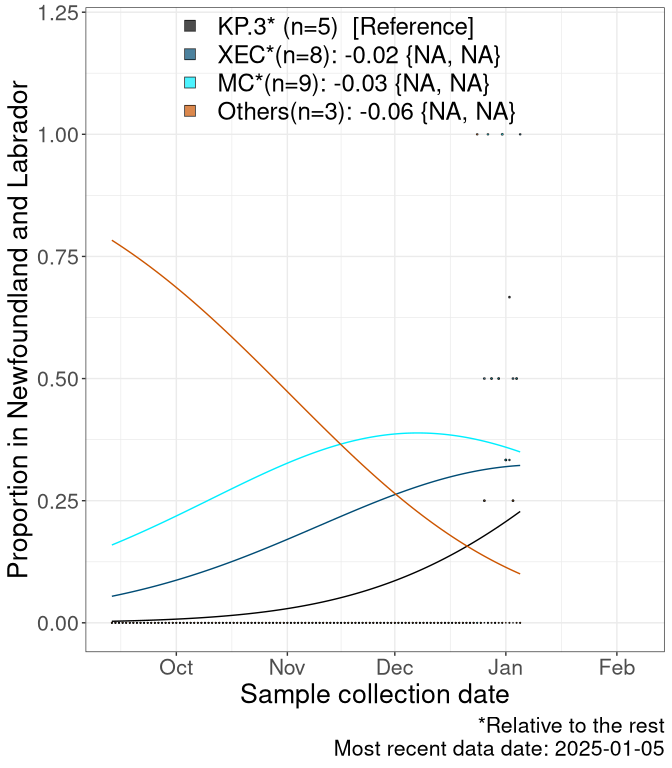 KP.3* (n=5)  [Reference]
XEC*(n=8): -0.02 {NA, NA}
MC*(n=9): -0.03 {NA, NA}
Others(n=3): -0.06 {NA, NA}
Proportion in Newfoundland and Labrador
1.25
1.00
0.75
0.50
0.25
0.00
Oct Nov Dec Jan Feb
Sample collection date
*Relative to the rest
Most recent data date: 2025-01-05